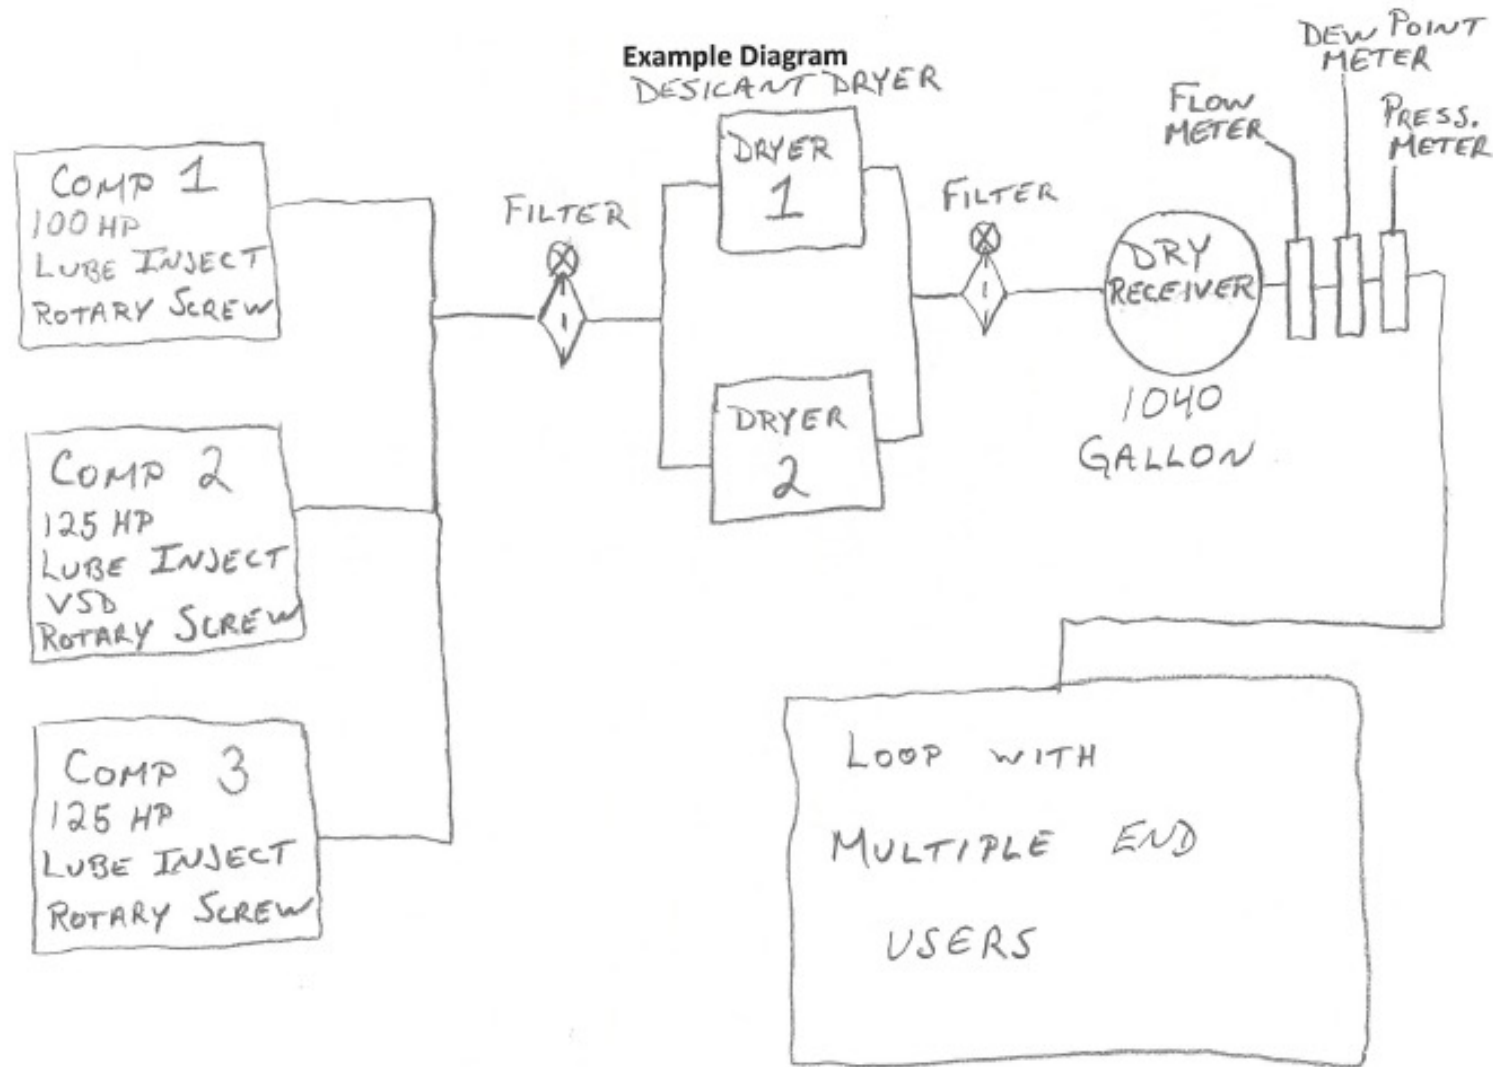 Example Diagram
DESICANT DRYER
DEW POINT
METER
FLOW
METER
PRESS.
METER
COMP 1
100 HP
LUBE INJECT
ROTARY SCREW
FILTER
DRYER
1
FILTER
DRY
RECEIVER
1040
GALLON
DRYER
2
COMP 2
125 HP
LUBE INJECT
VSD
ROTARY SCREW
COMP 3
125 HP
LUBE INJECT
ROTARY SCREW
LOOP WITH
MULTIPLE END
USERS